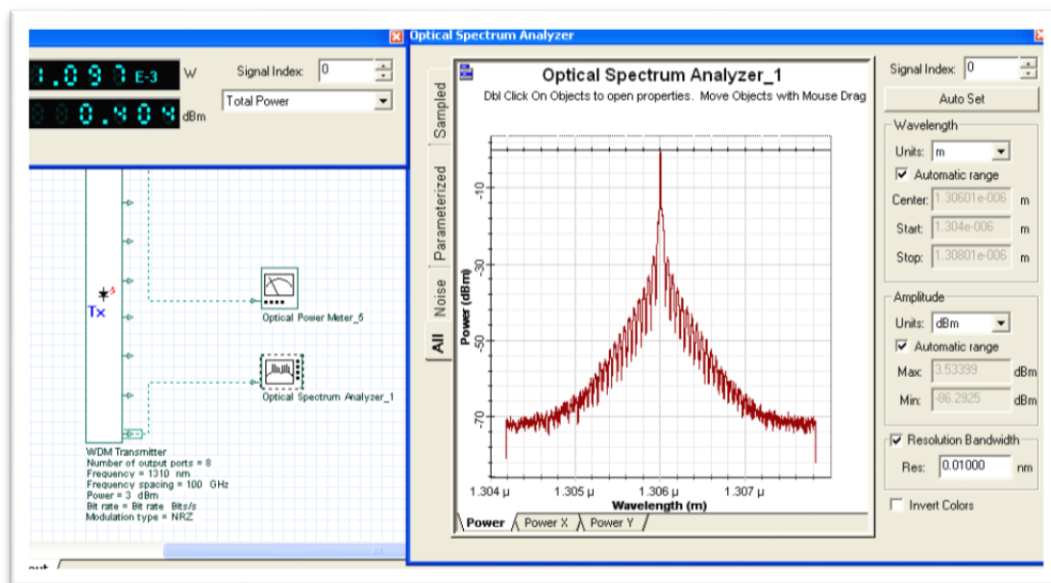 Optical Spectrum Analyzer
1.097 E-3 W
Signal Index: 0
Total Power
0.404 dBm
Tx
Optical Power Meter_5
Optical Spectrum Analyzer_1
WDM Transmitter
Number of output ports = 8
Frequency = 1310 nm
Frequency spacing = 100 GHz
Power = 3 dBm
Bit rate = Bit rate Bits/s
Modulation type = NRZ
Sampled
Parameterized
Noise
All
Optical Spectrum Analyzer_1
Dbl Click On Objects to open properties. Move Objects with Mouse Drag
Power (dBm)
-10
-30
-50
-70
1.304 µ
1.305 µ
1.306 µ
1.307 µ
Wavelength (m)
Power
Power X
Power Y
Signal Index: 0
Auto Set
Wavelength
Units: m
Automatic range
Center: 1.30601e-006 m
Start: 1.304e-006 m
Stop: 1.30801e-006 m
Amplitude
Units: dBm
Automatic range
Max: 3.53399 dBm
Min: -86.2925 dBm
Resolution Bandwidth
Res: 0.01000 nm
Invert Colors